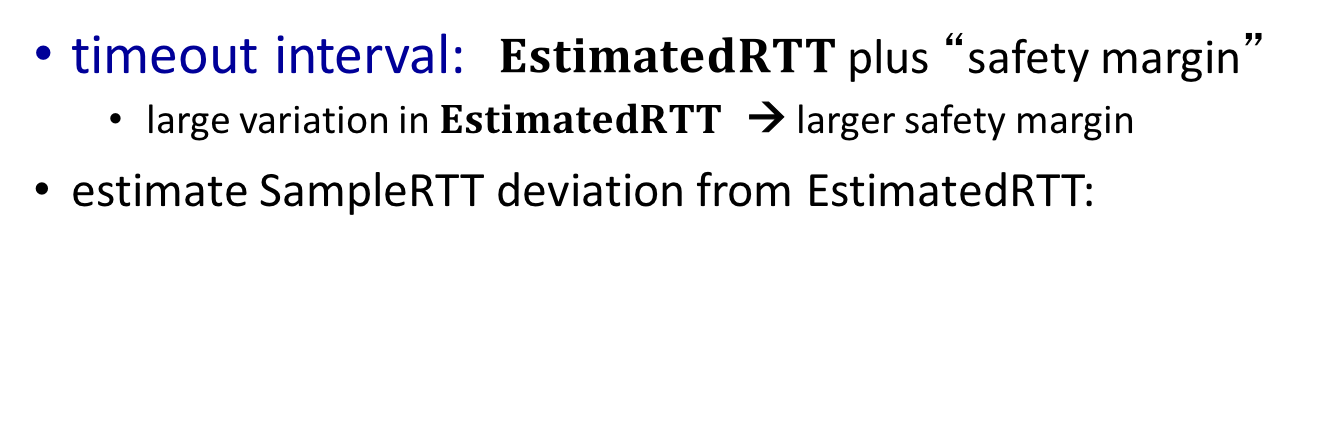 • timeout interval: EstimatedRTT plus “safety margin”
• large variation in EstimatedRTT → larger safety margin
• estimate SampleRTT deviation from EstimatedRTT: